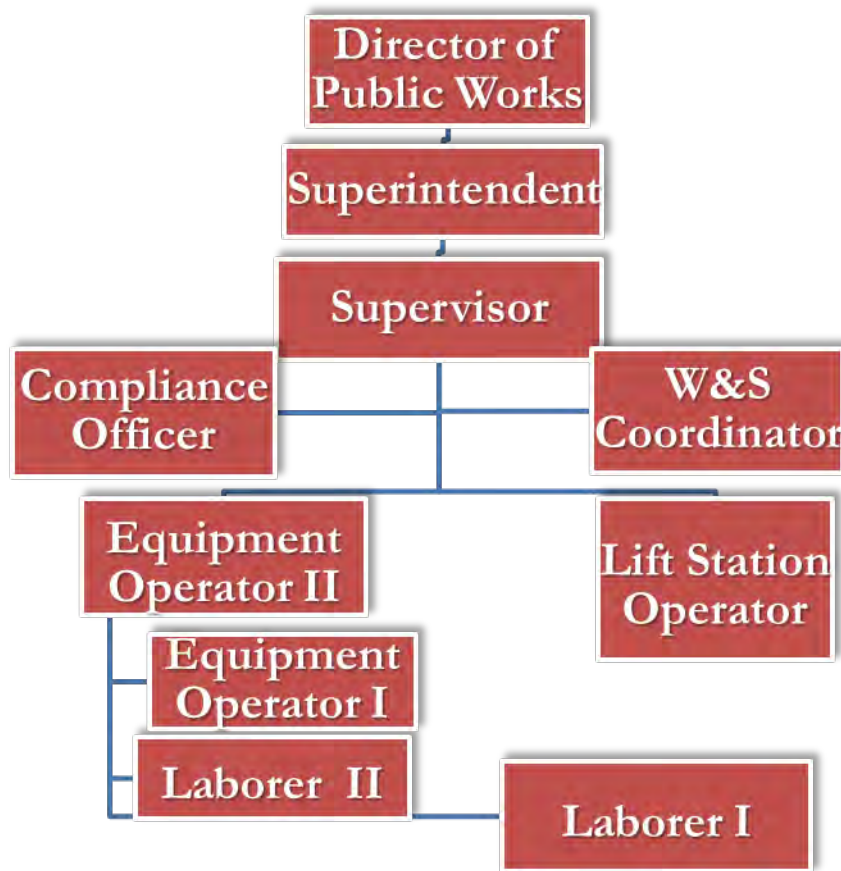 Director of
Public Works
Superintendent
Supervisor
Compliance
Officer
W&S
Coordinator
Equipment
Operator II
Lift Station
Operator
Equipment
Operator I
Laborer II
Laborer I